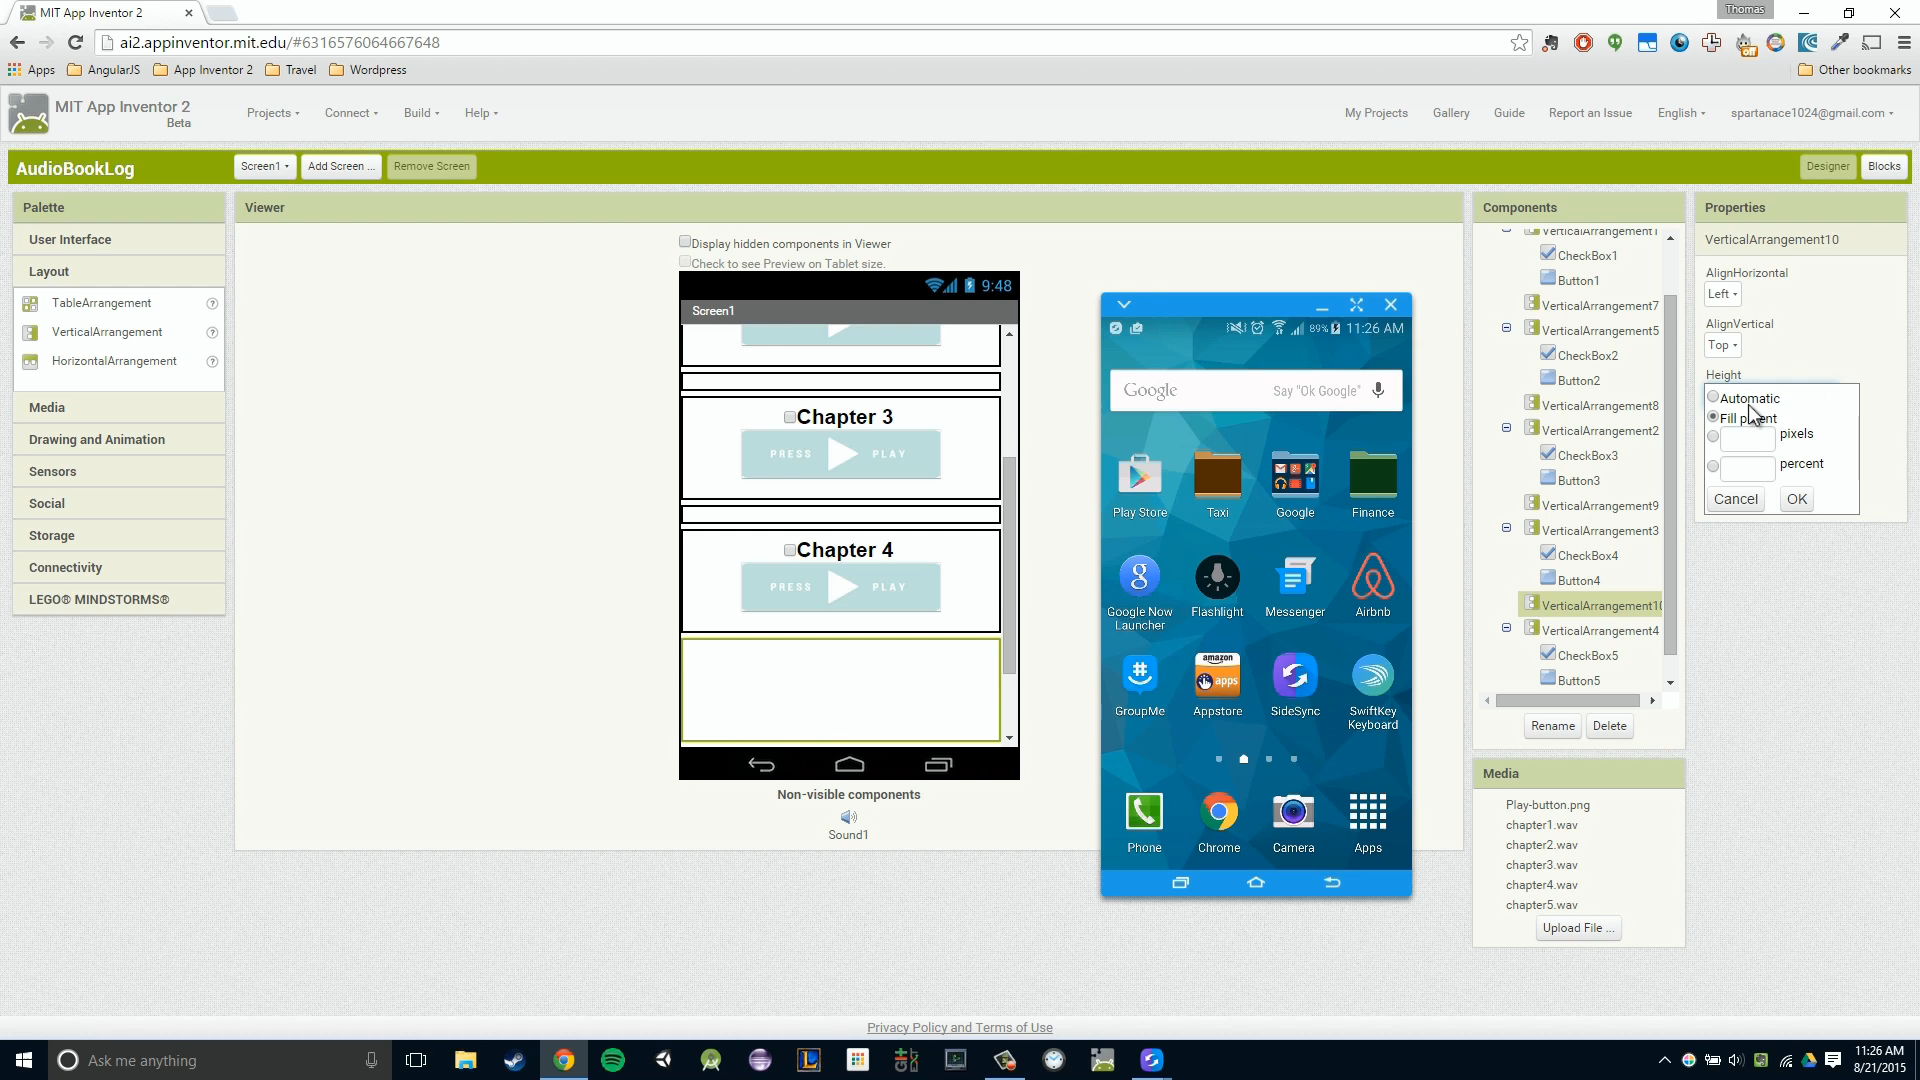 MIT App Inventor 2
Thomas
ai2.appinventor.mit.edu/#6316576064667648
Apps AngularJS App Inventor 2 Travel Wordpress Other bookmarks
MIT App Inventor 2
Beta
Projects Connect Build Help My Projects Gallery Guide Report an Issue English spartanace1024@gmail.com
AudioBookLog Screen1 Add Screen ... Remove Screen Designer Blocks
Palette
User Interface
Layout
TableArrangement
VerticalArrangement
HorizontalArrangement
Media
Drawing and Animation
Sensors
Social
Storage
Connectivity
LEGO® MINDSTORMS®
Viewer
Display hidden components in Viewer
Check to see Preview on Tablet size.
9:48
Screen1
Chapter 3
PRESS PLAY
Chapter 4
PRESS PLAY
Non-visible components
Sound1
89% 11:26 AM
Google Say "Ok Google"
Play Store Taxi Google Finance
Google Now Launcher Flashlight Messenger Airbnb
amazon
apps
GroupMe Appstore SideSync SwiftKey Keyboard
Phone Chrome Camera Apps
Components
VerticalArrangement1
CheckBox1
Button1
VerticalArrangement7
VerticalArrangement5
CheckBox2
Button2
VerticalArrangement8
VerticalArrangement2
CheckBox3
Button3
VerticalArrangement9
VerticalArrangement3
CheckBox4
Button4
VerticalArrangement10
VerticalArrangement4
CheckBox5
Button5
Rename Delete
Media
Play-button.png
chapter1.wav
chapter2.wav
chapter3.wav
chapter4.wav
chapter5.wav
Upload File ...
Properties
VerticalArrangement10
AlignHorizontal
Left
AlignVertical
Top
Height
Automatic
Fill parent
pixels
percent
Cancel OK
Privacy Policy and Terms of Use
Ask me anything
11:26 AM
8/21/2015